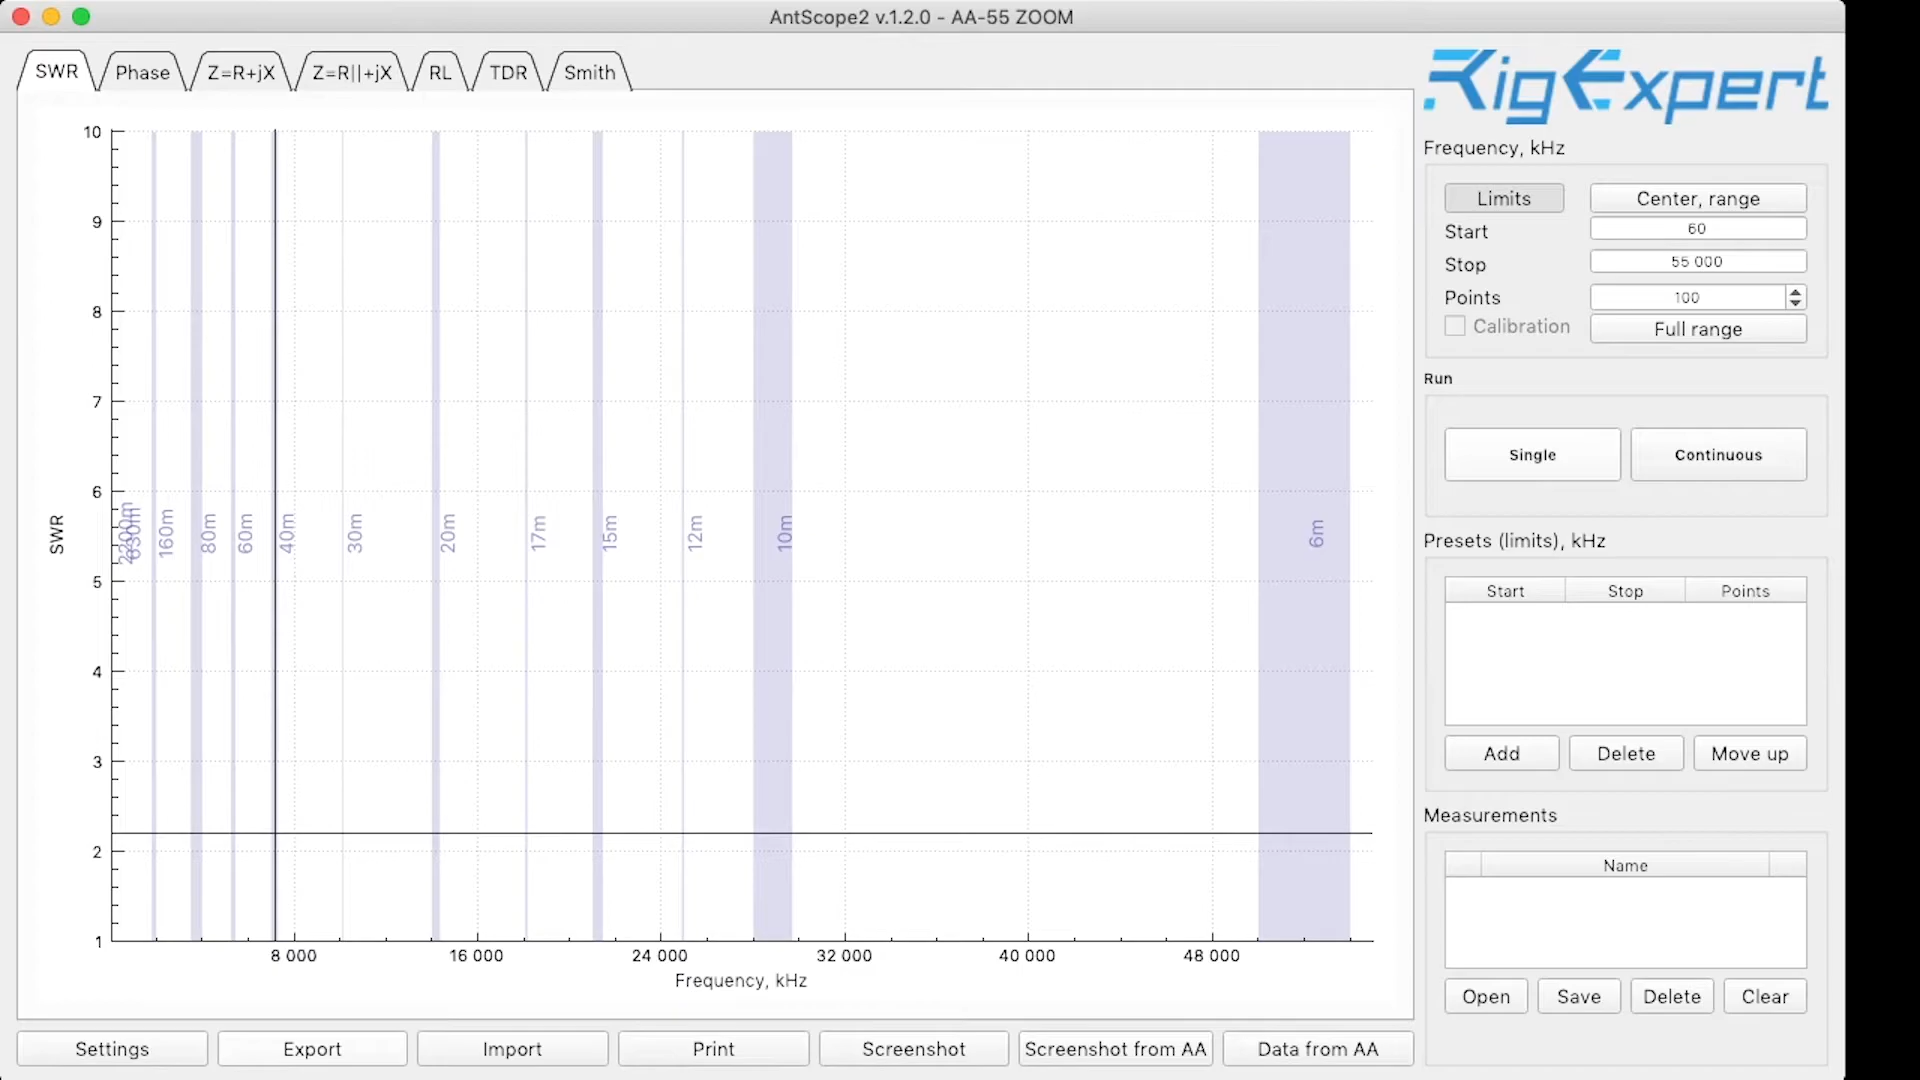 AntScope2 v.1.2.0 - AA-55 ZOOM
SWR
Phase
Z=R+jX
Z=R||+jX
RL
TDR
Smith
RigExpert
Frequency, kHz
Limits
Center, range
Start
60
Stop
55 000
Points
100
Calibration
Full range
Run
Single
Continuous
Presets (limits), kHz
Start
Stop
Points
Add
Delete
Move up
Measurements
Name
Open
Save
Delete
Clear
10
9
8
7
6
5
4
3
2
1
SWR
2200m
630m
160m
80m
60m
40m
30m
20m
17m
15m
12m
10m
6m
8 000
16 000
24 000
32 000
40 000
48 000
Frequency, kHz
Settings
Export
Import
Print
Screenshot
Screenshot from AA
Data from AA